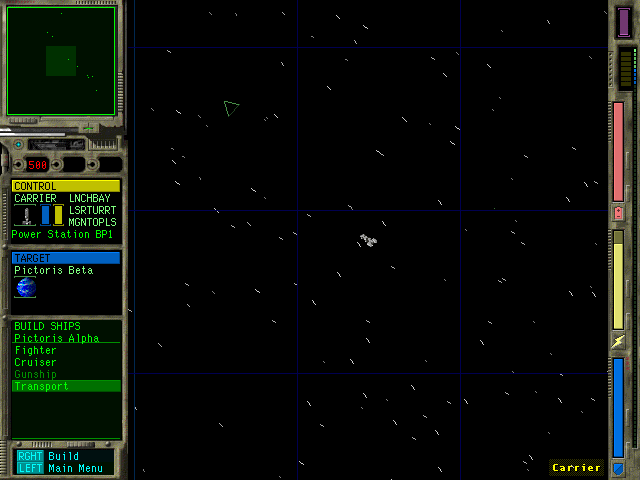 500
CONTROL
CARRIER LNCHBAY
LSRTURRT
MGNTOPLS
Power Station BP1
TARGET
Pictoris Beta
BUILD SHIPS
Pictoris Alpha
Fighter
Cruiser
Gunship
Transport
RGHT Build
LEFT Main Menu
Carrier